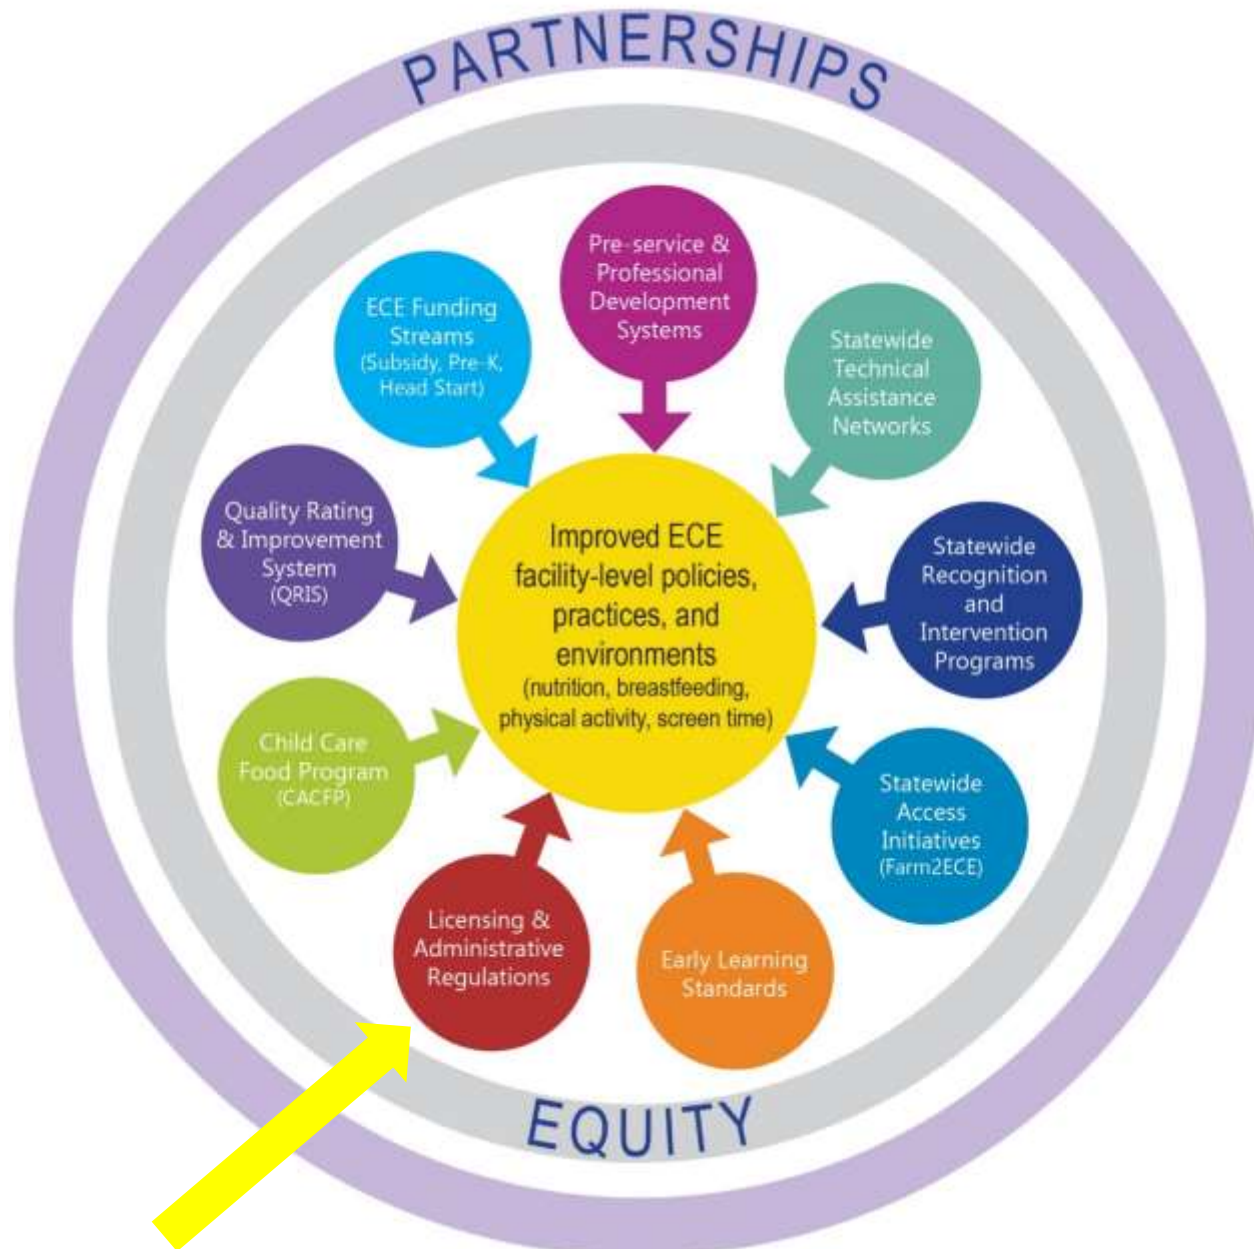 PARTNERSHIPS
Pre-service &
Professional
Development
Systems
ECE Funding
Streams
(Subsidy, Pre-K,
Head Start)
Statewide
Technical
Assistance
Networks
Quality Rating
& Improvement
System
(QRIS)
Improved ECE
facility-level policies,
practices, and
environments
(nutrition, breastfeeding,
physical activity, screen time)
Statewide
Recognition
and
Intervention
Programs
Child Care
Food Program
(CACFP)
Statewide
Access
Initiatives
(Farm2ECE)
Licensing &
Administrative
Regulations
Early Learning
Standards
EQUITY